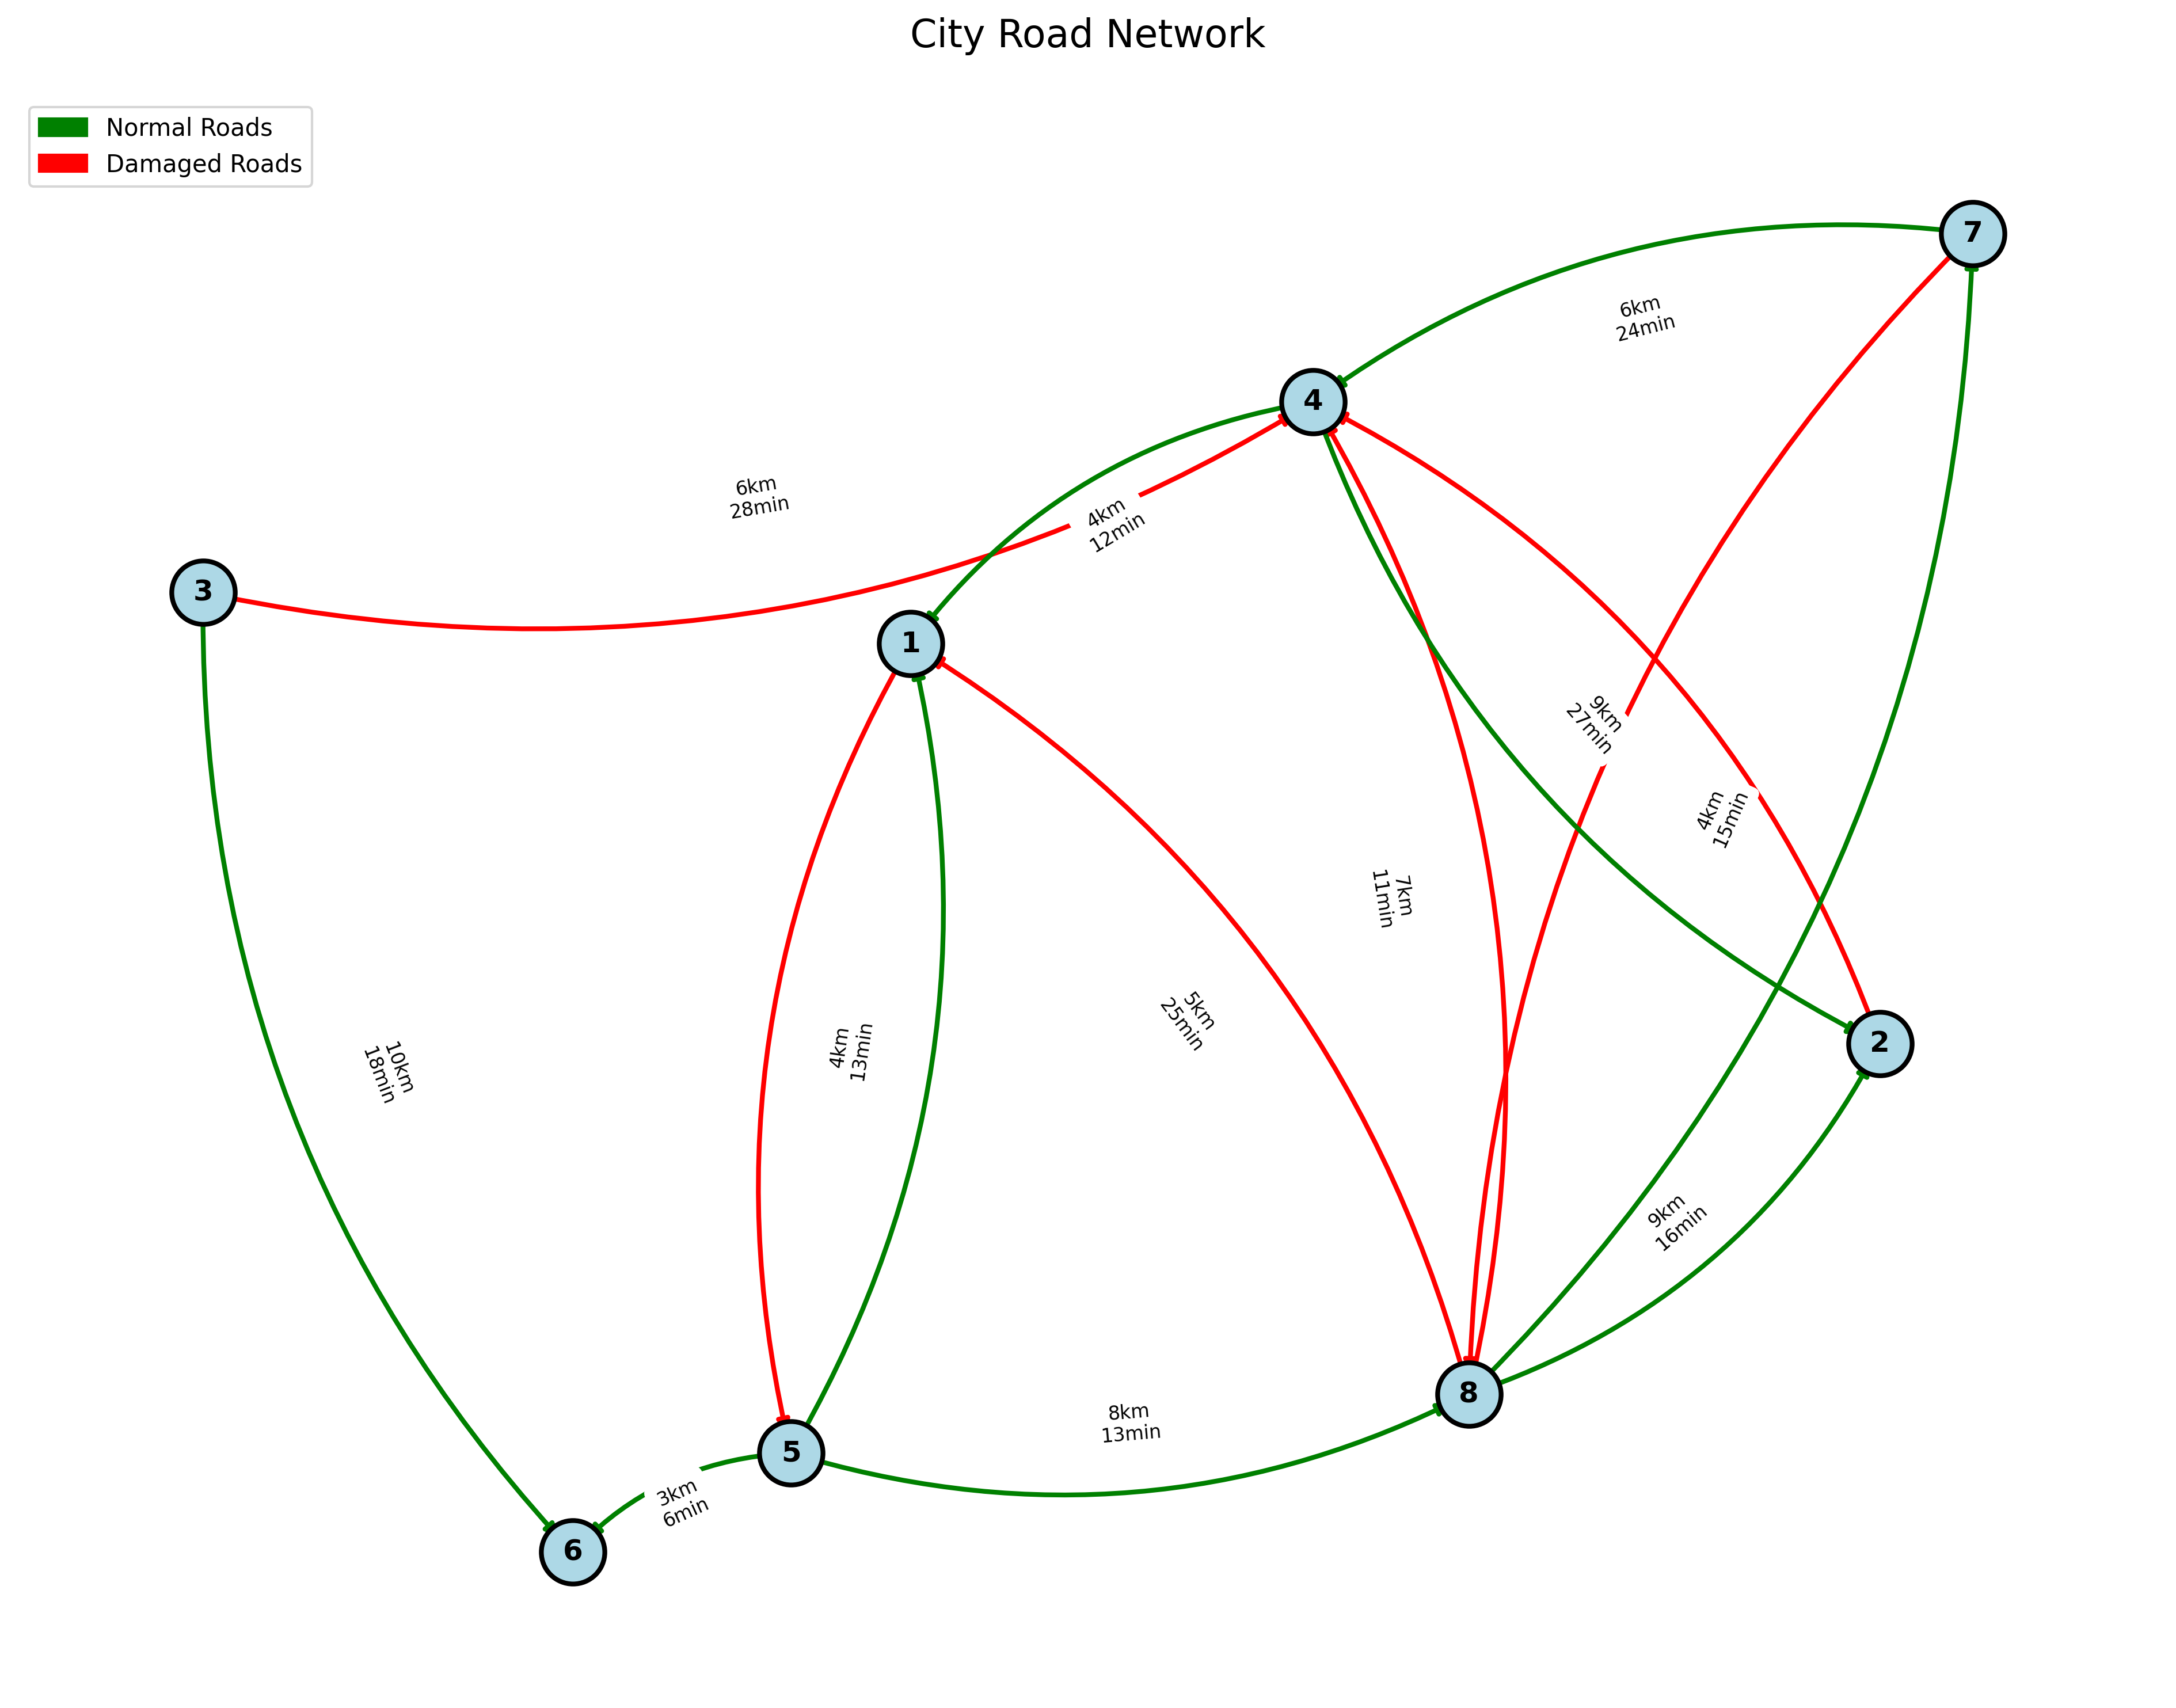 City Road Network
Normal Roads
Damaged Roads
7
6km
24min
4
6km
28min
4km
12min
3
1
9km
27min
4km
15min
7km
11min
5km
25min
4km
13min
10km
18min
2
9km
16min
8
8km
13min
5
3km
6min
6